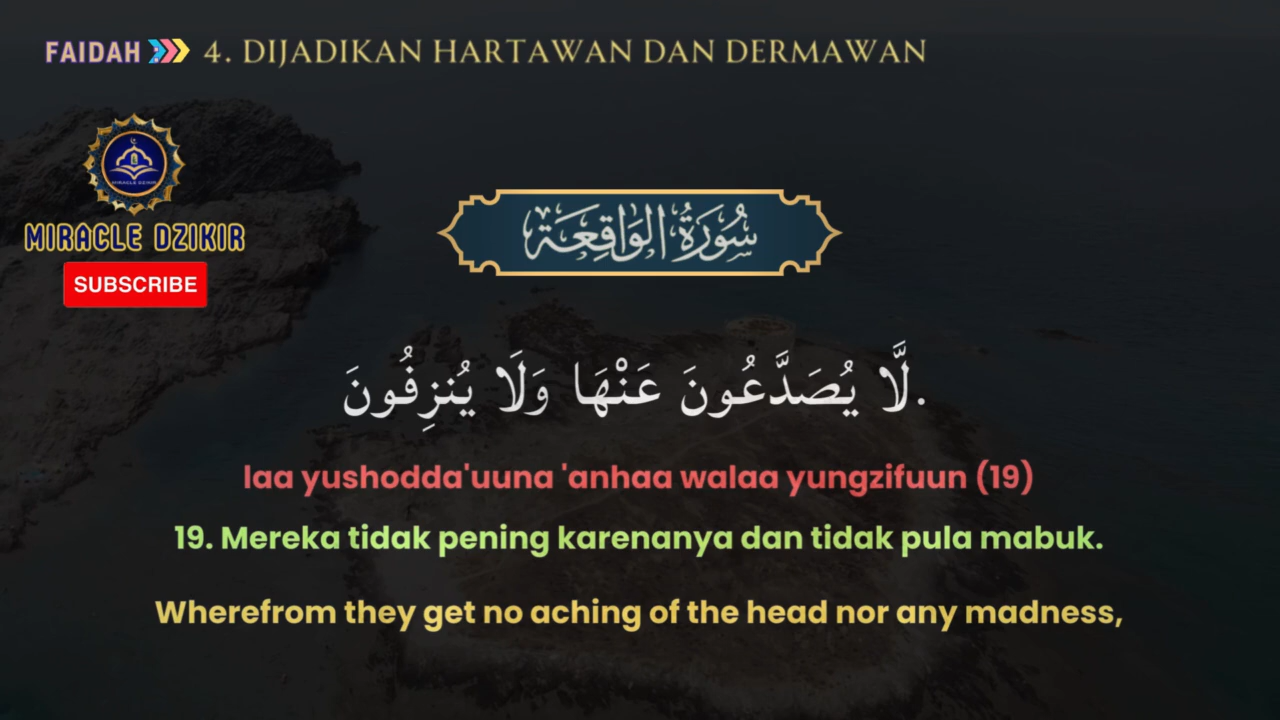 FAIDAH 4. DIJADIKAN HARTAWAN DAN DERMAWAN
MIRACLE DZIKIR
MIRACLE DZIKIR
SUBSCRIBE
سُورَةُ الوَاقِعَة
لَّا يُصَدَّعُونَ عَنْهَا وَلَا يُنزِفُونَ.
laa yushodda'uuna 'anhaa walaa yungzifuun (19)
19. Mereka tidak pening karenanya dan tidak pula mabuk.
Wherefrom they get no aching of the head nor any madness,